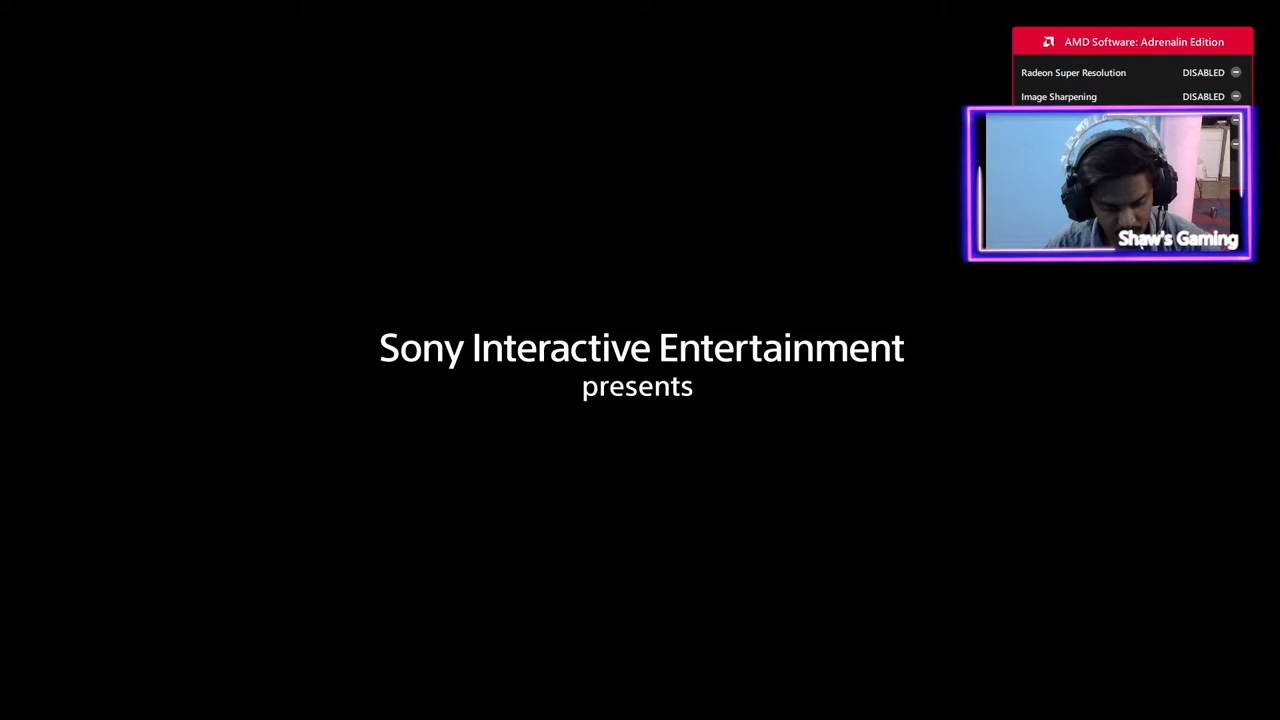 AMD Software: Adrenalin Edition
Radeon Super Resolution DISABLED
Image Sharpening DISABLED
Shaw's Gaming
Sony Interactive Entertainment
presents